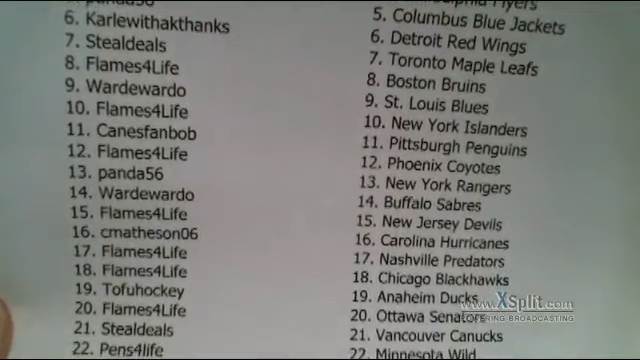 panda56
6. Karlewithakthanks
7. Stealdeals
8. Flames4Life
9. Wardewardo
10. Flames4Life
11. Canesfanbob
12. Flames4Life
13. panda56
14. Wardewardo
15. Flames4Life
16. cmatheson06
17. Flames4Life
18. Flames4Life
19. Tofuhockey
20. Flames4Life
21. Stealdeals
22. Pens4life
Flyers
5. Columbus Blue Jackets
6. Detroit Red Wings
7. Toronto Maple Leafs
8. Boston Bruins
9. St. Louis Blues
10. New York Islanders
11. Pittsburgh Penguins
12. Phoenix Coyotes
13. New York Rangers
14. Buffalo Sabres
15. New Jersey Devils
16. Carolina Hurricanes
17. Nashville Predators
18. Chicago Blackhawks
19. Anaheim Ducks
20. Ottawa Senators
21. Vancouver Canucks
22. Minnesota Wild
www.XSplit.com
BROADCASTING